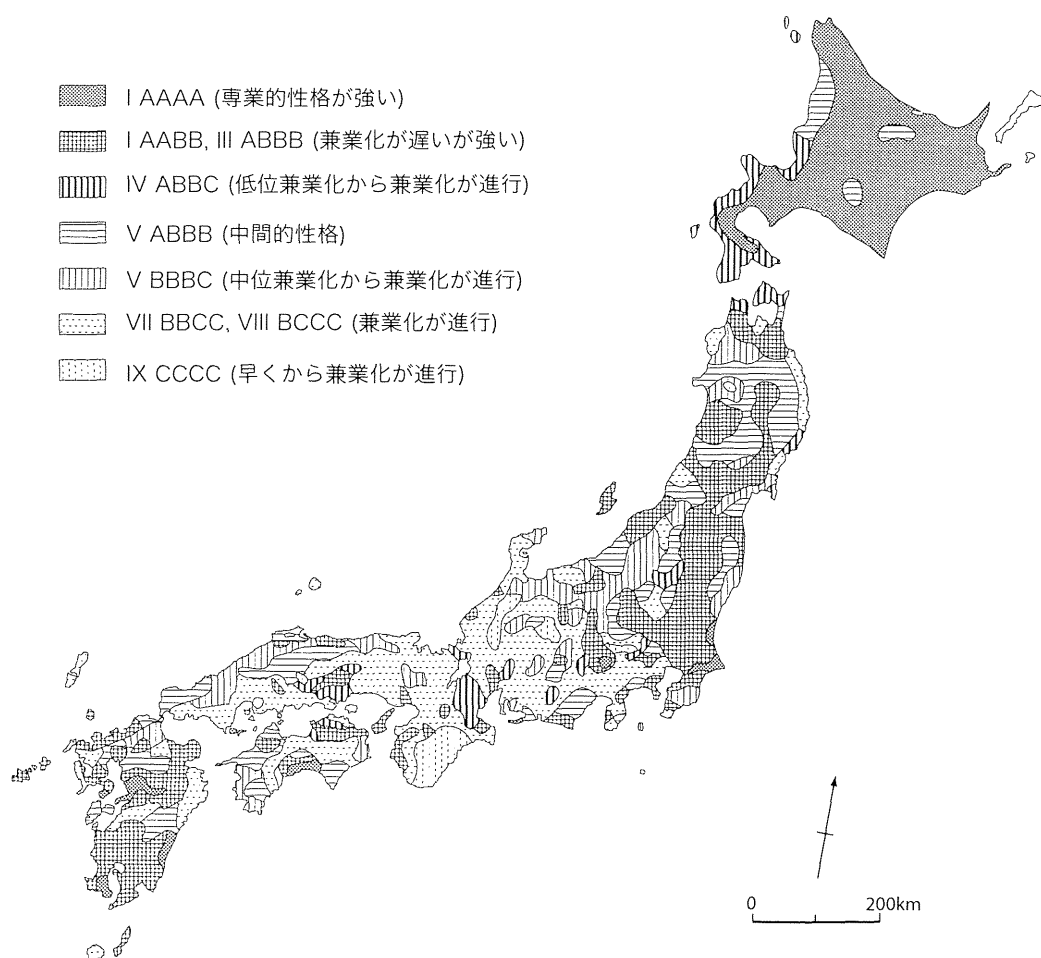 I AAAA (専業的性格が強い)
I AABB, III ABBB (兼業化が遅いが強い)
IV ABBC (低位兼業化から兼業化が進行)
V ABBB (中間的性格)
V BBBC (中位兼業化から兼業化が進行)
VII BBCC, VIII BCCC (兼業化が進行)
IX CCCC (早くから兼業化が進行)
0 200km